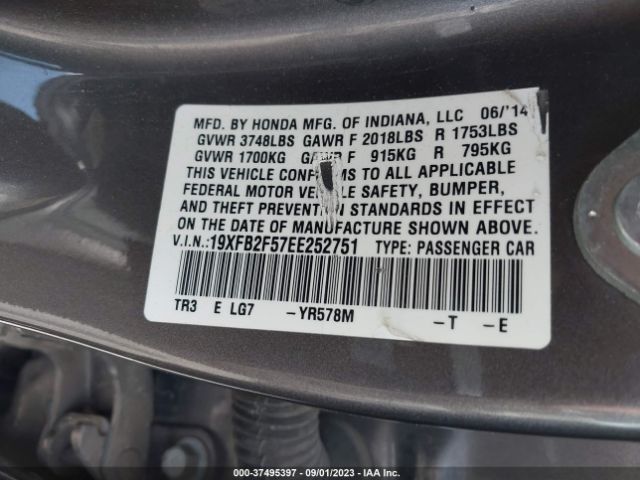 MFD. BY HONDA MFG. OF INDIANA, LLC 06/'14
GVWR 3748LBS GAWR F 2018LBS R 1753LBS
GVWR 1700KG GAWR F 915KG R 795KG
THIS VEHICLE CONFORMS TO ALL APPLICABLE
FEDERAL MOTOR VEHICLE SAFETY, BUMPER,
AND THEFT PREVENTION STANDARDS IN EFFECT
ON THE DATE OF MANUFACTURE SHOWN ABOVE.
V.I.N.:19XFB2F57EE252751 TYPE: PASSENGER CAR
TR3 E LG7 –YR578M –T –E
000-37495397 - 09/01/2023 - IAA Inc.